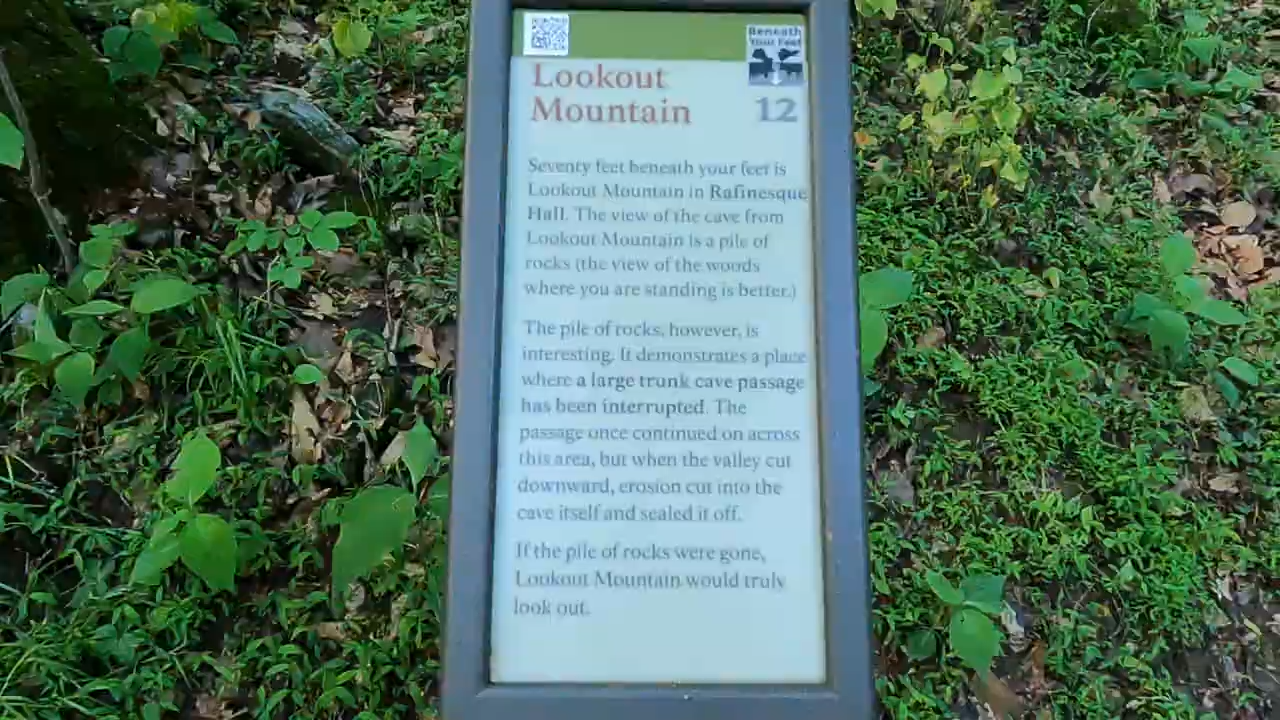 Beneath
Your Feet
Lookout
Mountain
12
Seventy feet beneath your feet is
Lookout Mountain in Rafinesque
Hall. The view of the cave from
Lookout Mountain is a pile of
rocks (the view of the woods
where you are standing is better.)
The pile of rocks, however, is
interesting. It demonstrates a place
where a large trunk cave passage
has been interrupted. The
passage once continued on across
this area, but when the valley cut
downward, erosion cut into the
cave itself and sealed it off.
If the pile of rocks were gone,
Lookout Mountain would truly
look out.